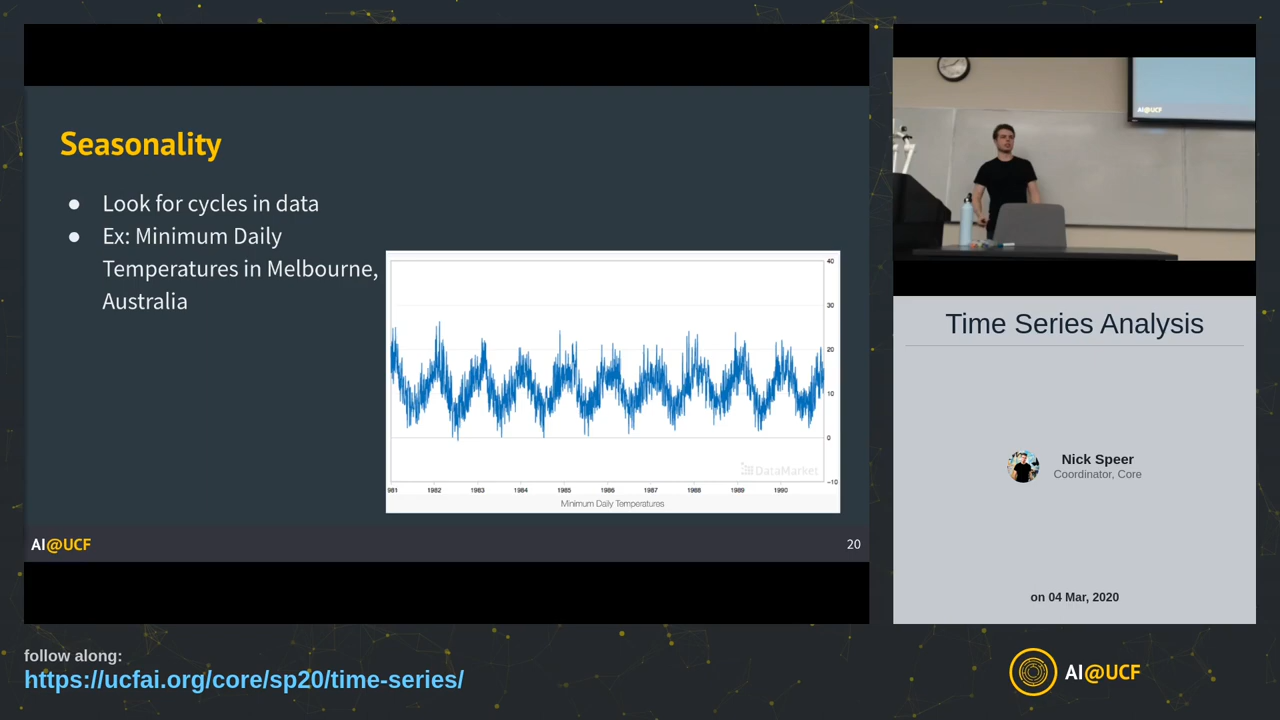 Seasonality
● Look for cycles in data
● Ex: Minimum Daily
Temperatures in Melbourne,
Australia
40
30
20
10
0
-10
DataMarket
981
1982
1983
1984
1985
1986
1987
1988
1989
1990
Minimum Daily Temperatures
AI@UCF
20
AI@UCF
Time Series Analysis
Nick Speer
Coordinator, Core
on 04 Mar, 2020
follow along:
https://ucfai.org/core/sp20/time-series/
AI@UCF